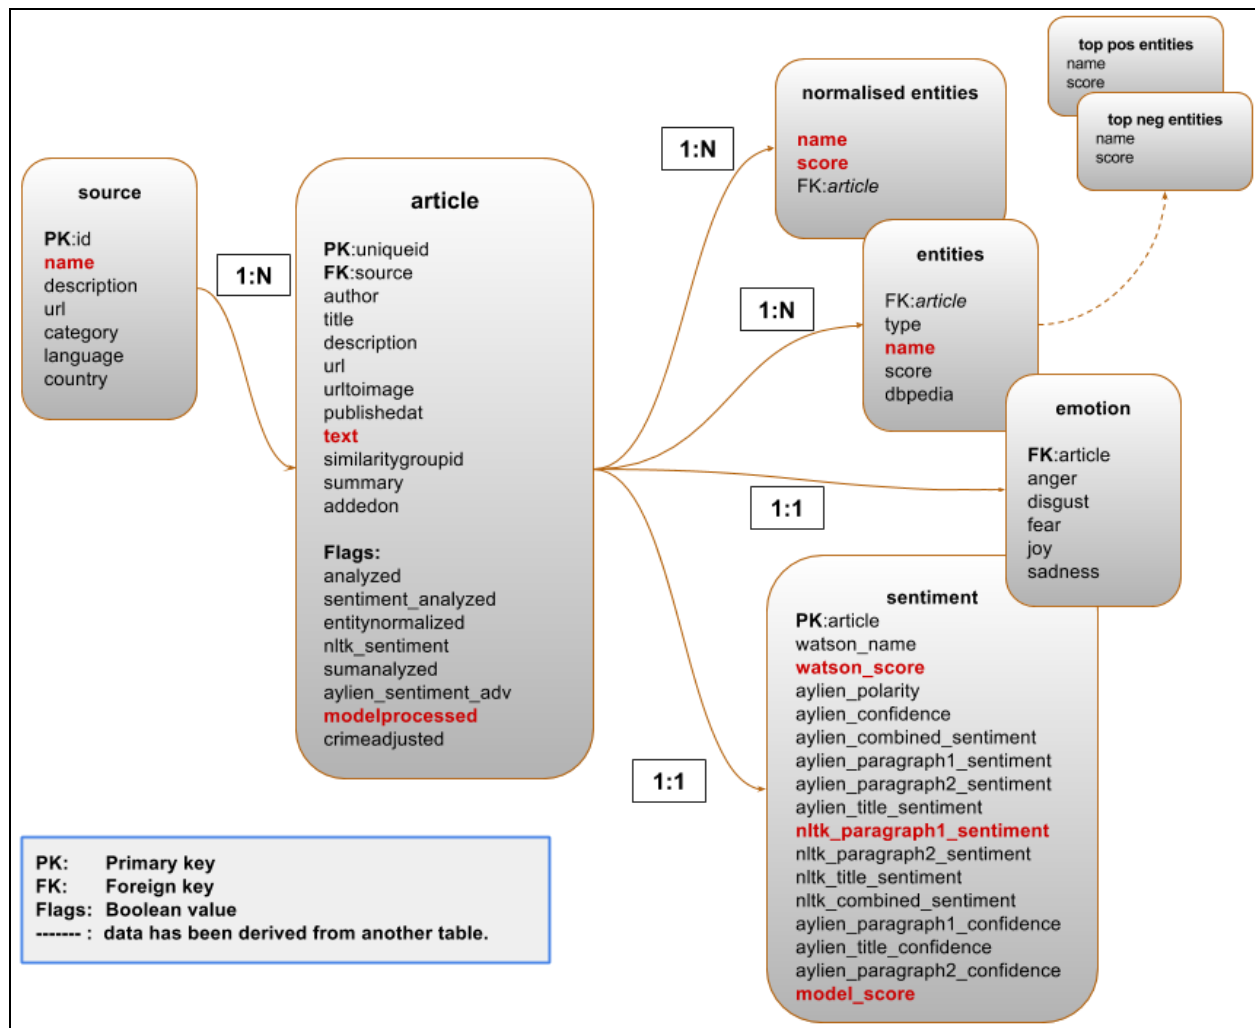 source
PK:id
name
description
url
category
language
country
1:N
article
PK:uniqueid
FK:source
author
title
description
url
urltoimage
publishedat
text
similaritygroupid
summary
addedon
Flags:
analyzed
sentiment_analyzed
entitynormalized
nltk_sentiment
sumanalyzed
aylien_sentiment_adv
modelprocessed
crimeadjusted
1:N
normalised entities
name
score
FK:article
top pos entities
name
score
top neg entities
name
score
1:N
entities
FK:article
type
name
score
dbpedia
1:1
emotion
FK:article
anger
disgust
fear
joy
sadness
1:1
sentiment
PK:article
watson_name
watson_score
aylien_polarity
aylien_confidence
aylien_combined_sentiment
aylien_paragraph1_sentiment
aylien_paragraph2_sentiment
aylien_title_sentiment
nltk_paragraph1_sentiment
nltk_paragraph2_sentiment
nltk_title_sentiment
nltk_combined_sentiment
aylien_paragraph1_confidence
aylien_title_confidence
aylien_paragraph2_confidence
model_score
PK: Primary key
FK: Foreign key
Flags: Boolean value
------- : data has been derived from another table.